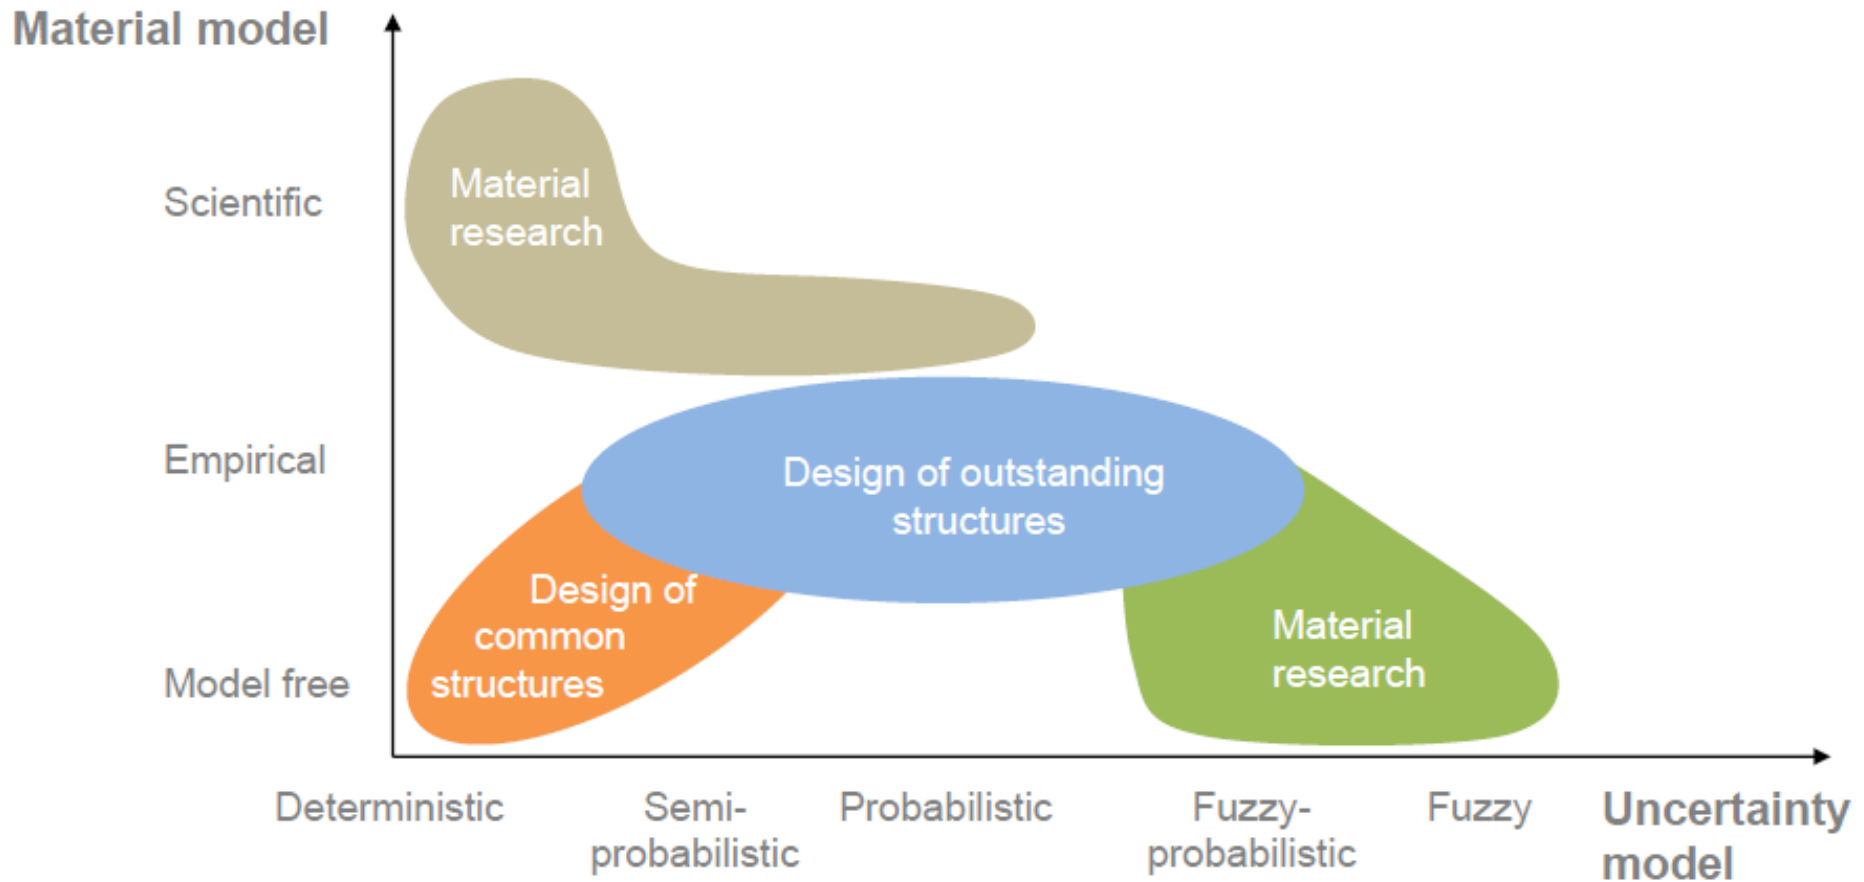 Material model
Scientific
Material
research
Empirical
Design of outstanding
structures
Design of
common
structures
Material
research
Model free
Deterministic
Semi-
probabilistic
Probabilistic
Fuzzy-
probabilistic
Fuzzy
Uncertainty
model